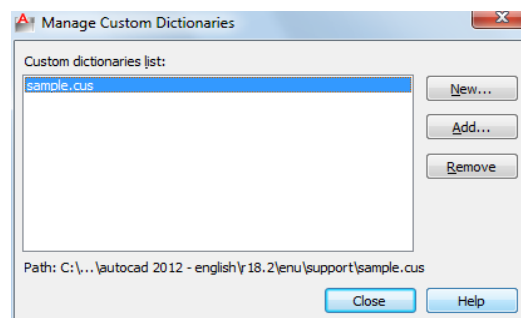 Manage Custom Dictionaries
Custom dictionaries list:
sample.cus
New...
Add...
Remove
Path: C:\...\autocad 2012 - english\r18.2\enu\support\sample.cus
Close
Help